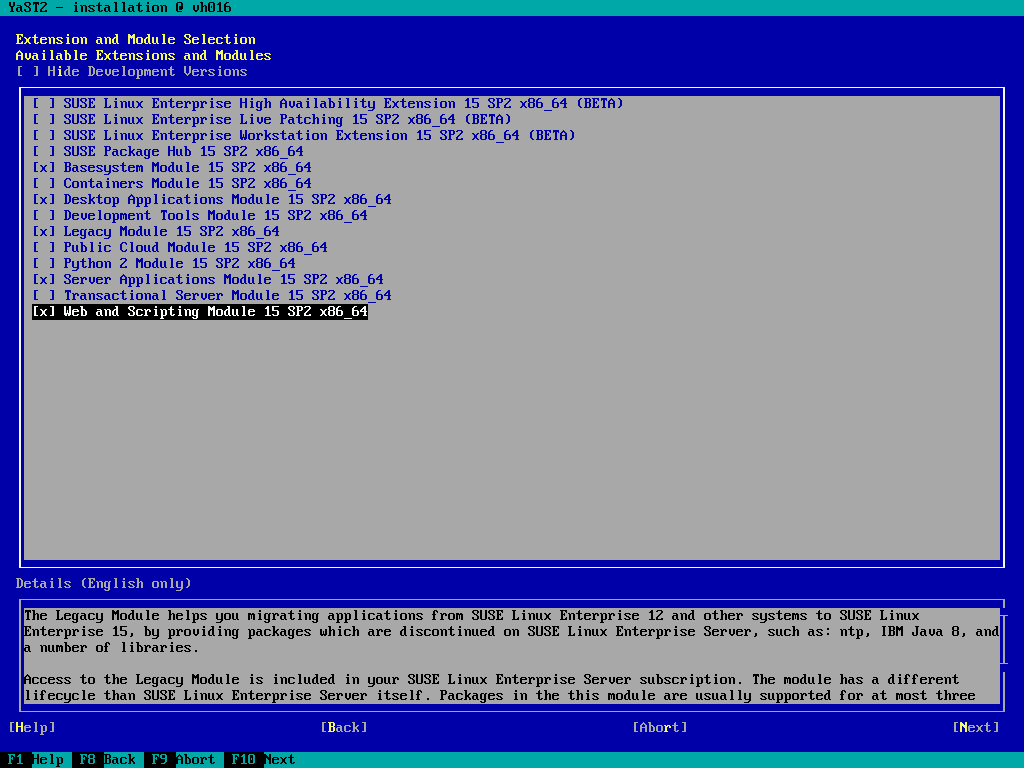 YaST2 - installation @ vh016
Extension and Module Selection
Available Extensions and Modules
[ ] Hide Development Versions
[ ] SUSE Linux Enterprise High Availability Extension 15 SP2 x86_64 (BETA)
[ ] SUSE Linux Enterprise Live Patching 15 SP2 x86_64 (BETA)
[ ] SUSE Linux Enterprise Workstation Extension 15 SP2 x86_64 (BETA)
[ ] SUSE Package Hub 15 SP2 x86_64
[x] Basesystem Module 15 SP2 x86_64
[ ] Containers Module 15 SP2 x86_64
[x] Desktop Applications Module 15 SP2 x86_64
[ ] Development Tools Module 15 SP2 x86_64
[x] Legacy Module 15 SP2 x86_64
[ ] Public Cloud Module 15 SP2 x86_64
[ ] Python 2 Module 15 SP2 x86_64
[x] Server Applications Module 15 SP2 x86_64
[ ] Transactional Server Module 15 SP2 x86_64
[x] Web and Scripting Module 15 SP2 x86_64
Details (English only)
The Legacy Module helps you migrating applications from SUSE Linux Enterprise 12 and other systems to SUSE Linux
Enterprise 15, by providing packages which are discontinued on SUSE Linux Enterprise Server, such as: ntp, IBM Java 8, and
a number of libraries.
Access to the Legacy Module is included in your SUSE Linux Enterprise Server subscription. The module has a different
lifecycle than SUSE Linux Enterprise Server itself. Packages in the this module are usually supported for at most three
[Help] [Back] [Abort] [Next]
F1 Help F8 Back F9 Abort F10 Next